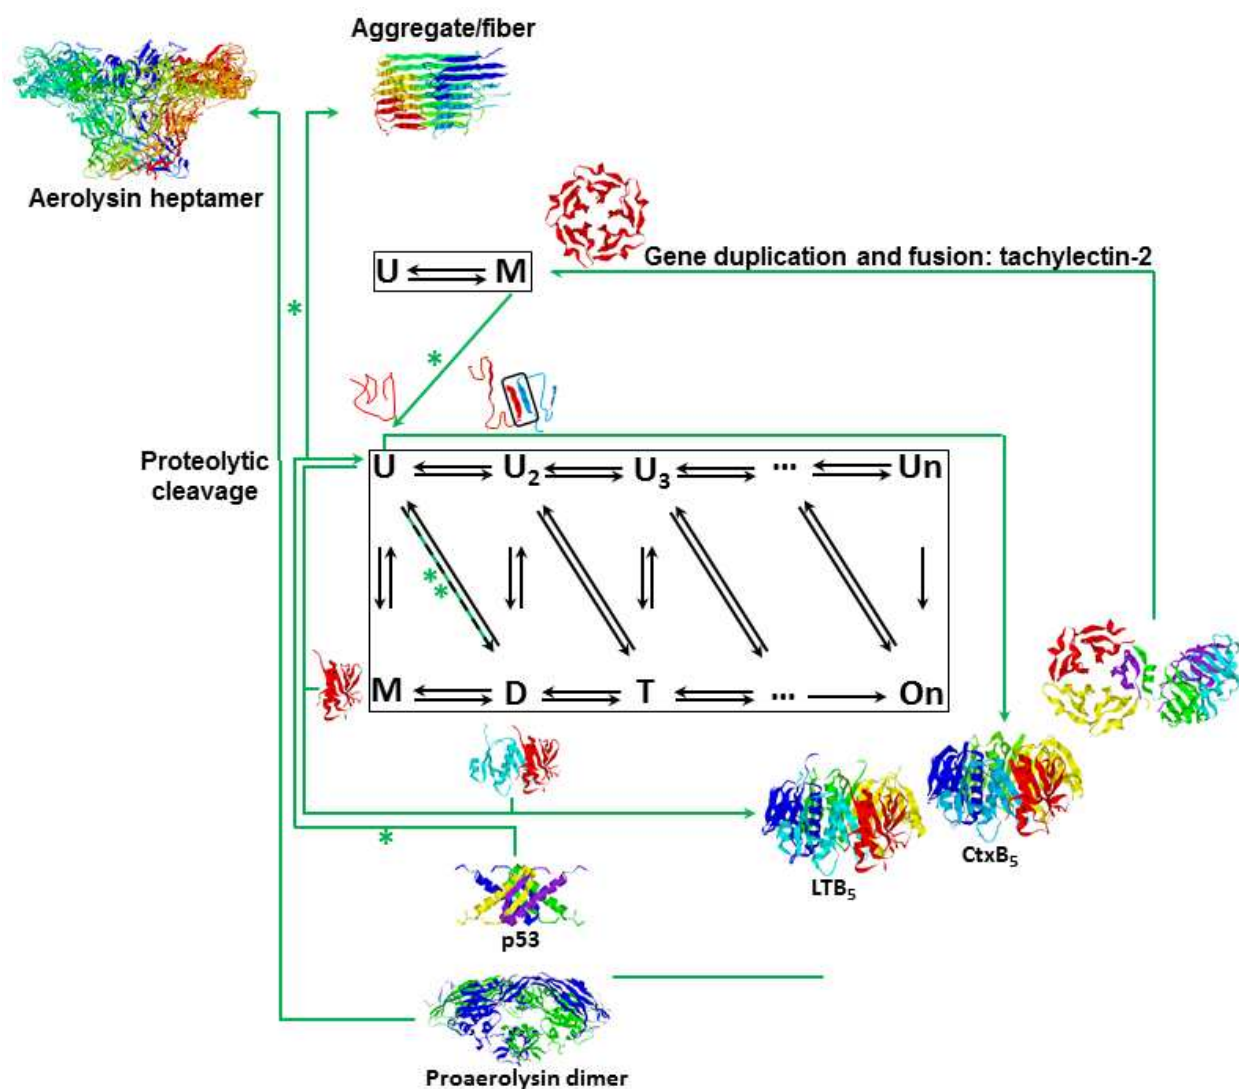 Aggregate/fiber
Aerolysin heptamer
Gene duplication and fusion: tachylectin-2
U M
*
*
Proteolytic
cleavage
U U₂ U₃ ... Un
**
M D T ... On
CtxB₅
LTB₅
*
p53
Proaerolysin dimer